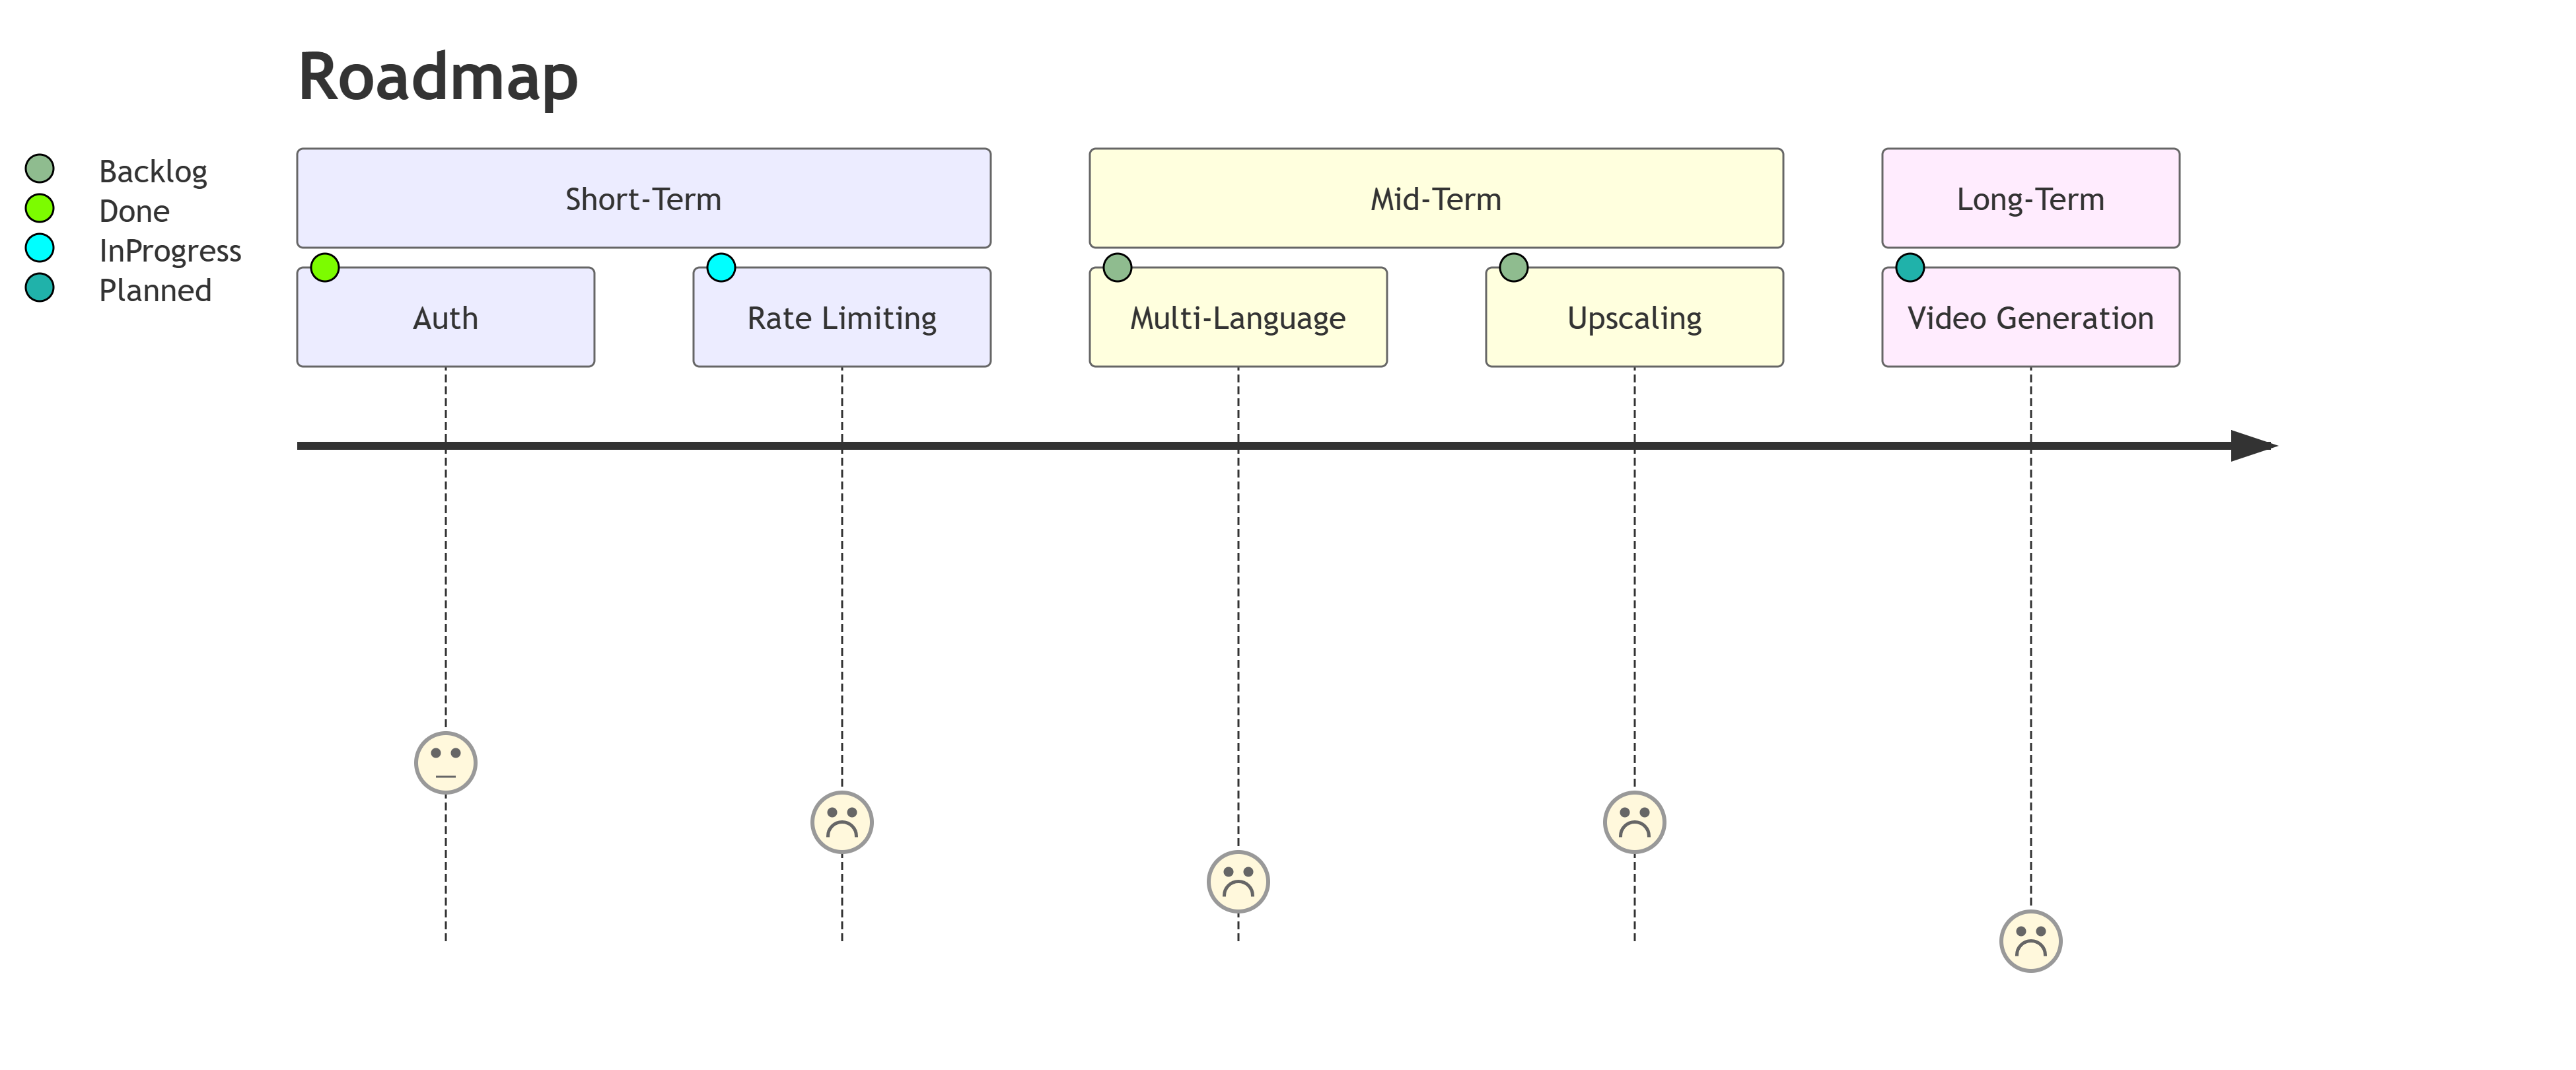 Roadmap
Backlog
Done
InProgress
Planned
Short-Term
Mid-Term
Long-Term
Auth
Rate Limiting
Multi-Language
Upscaling
Video Generation